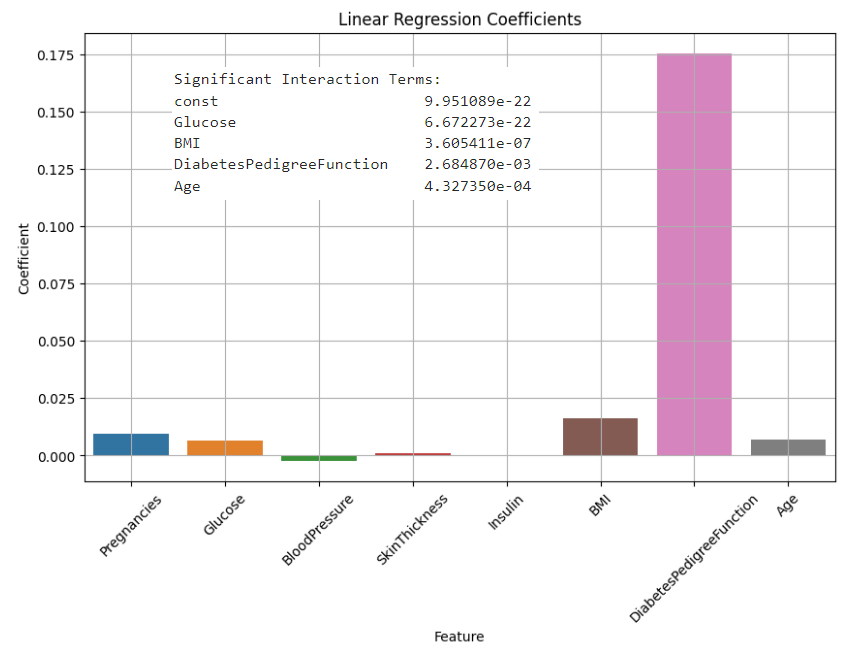 Linear Regression Coefficients
0.175
0.150
0.125
0.100
0.075
0.050
0.025
0.000
Coefficient
Significant Interaction Terms:
const 9.951089e-22
Glucose 6.672273e-22
BMI 3.605411e-07
DiabetesPedigreeFunction 2.684870e-03
Age 4.327350e-04
Pregnancies
Glucose
BloodPressure
SkinThickness
Insulin
BMI
DiabetesPedigreeFunction
Age
Feature